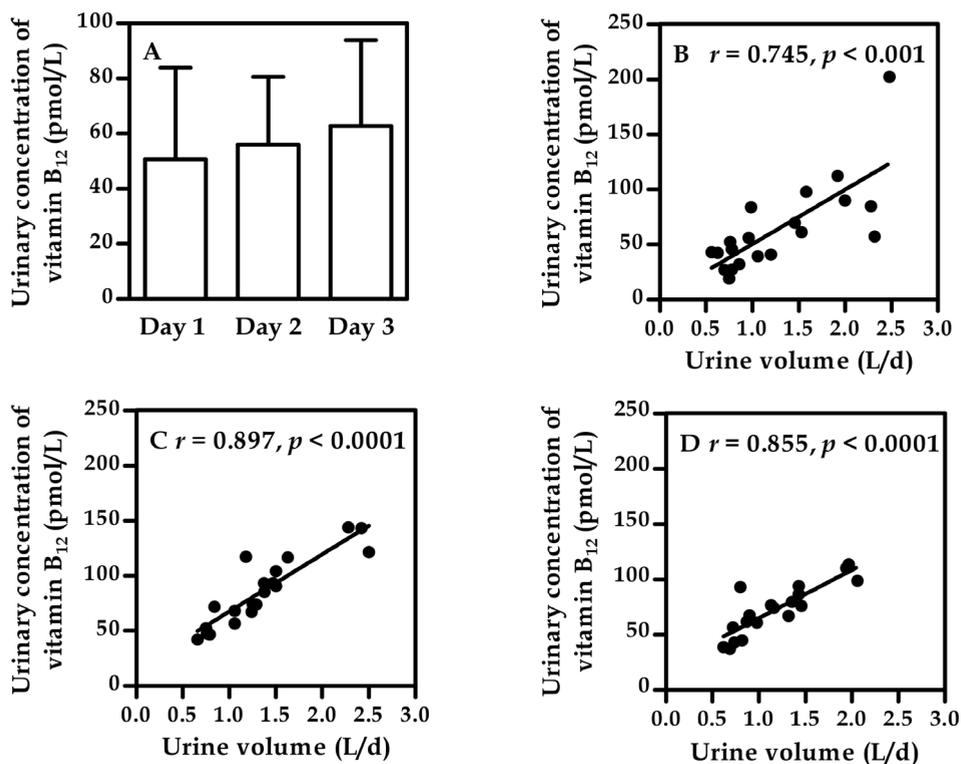 Urinary concentration of
vitamin B12 (pmol/L)
100
80
60
40
20
0
A
Day 1 Day 2 Day 3
Urinary concentration of
vitamin B12 (pmol/L)
250
200
150
100
50
0
B r = 0.745, p < 0.001
0.0 0.5 1.0 1.5 2.0 2.5 3.0
Urine volume (L/d)
Urinary concentration of
vitamin B12 (pmol/L)
250
200
150
100
50
0
C r = 0.897, p < 0.0001
0.0 0.5 1.0 1.5 2.0 2.5 3.0
Urine volume (L/d)
Urinary concentration of
vitamin B12 (pmol/L)
250
200
150
100
50
0
D r = 0.855, p < 0.0001
0.0 0.5 1.0 1.5 2.0 2.5 3.0
Urine volume (L/d)